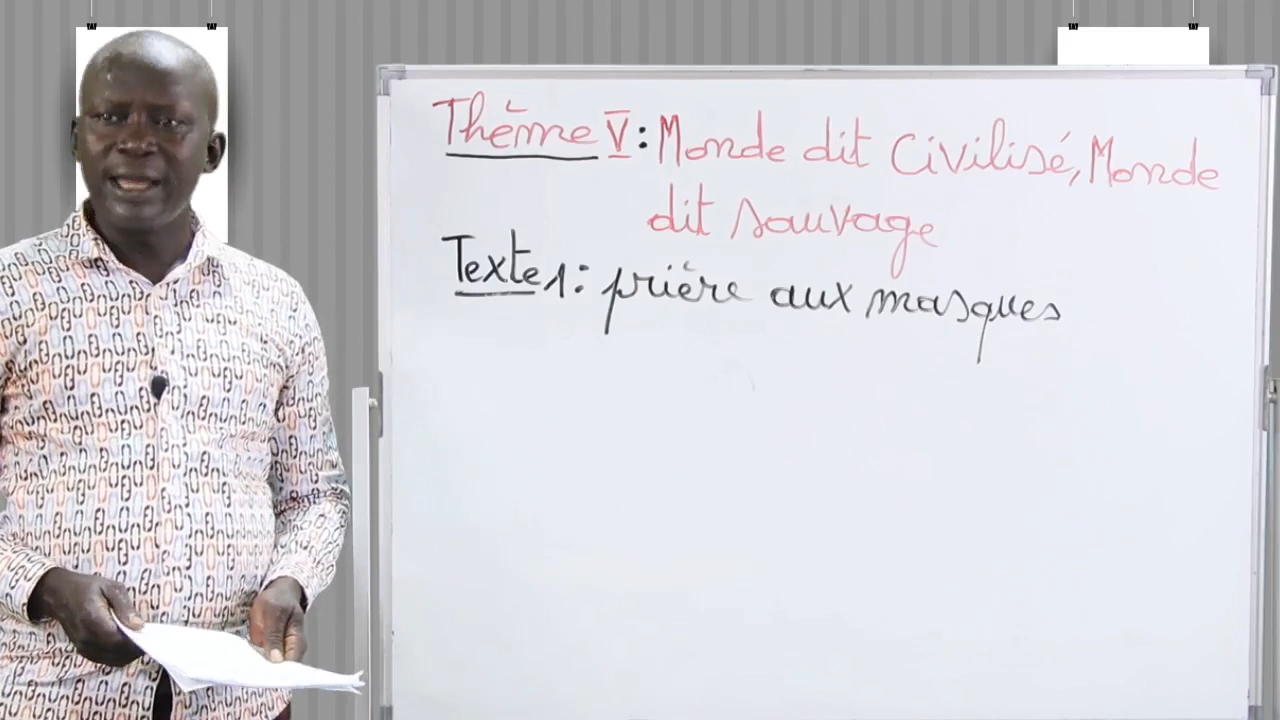 Thème V : Monde dit Civilisé, Monde
dit sauvage
Texte 1 : prière aux masques